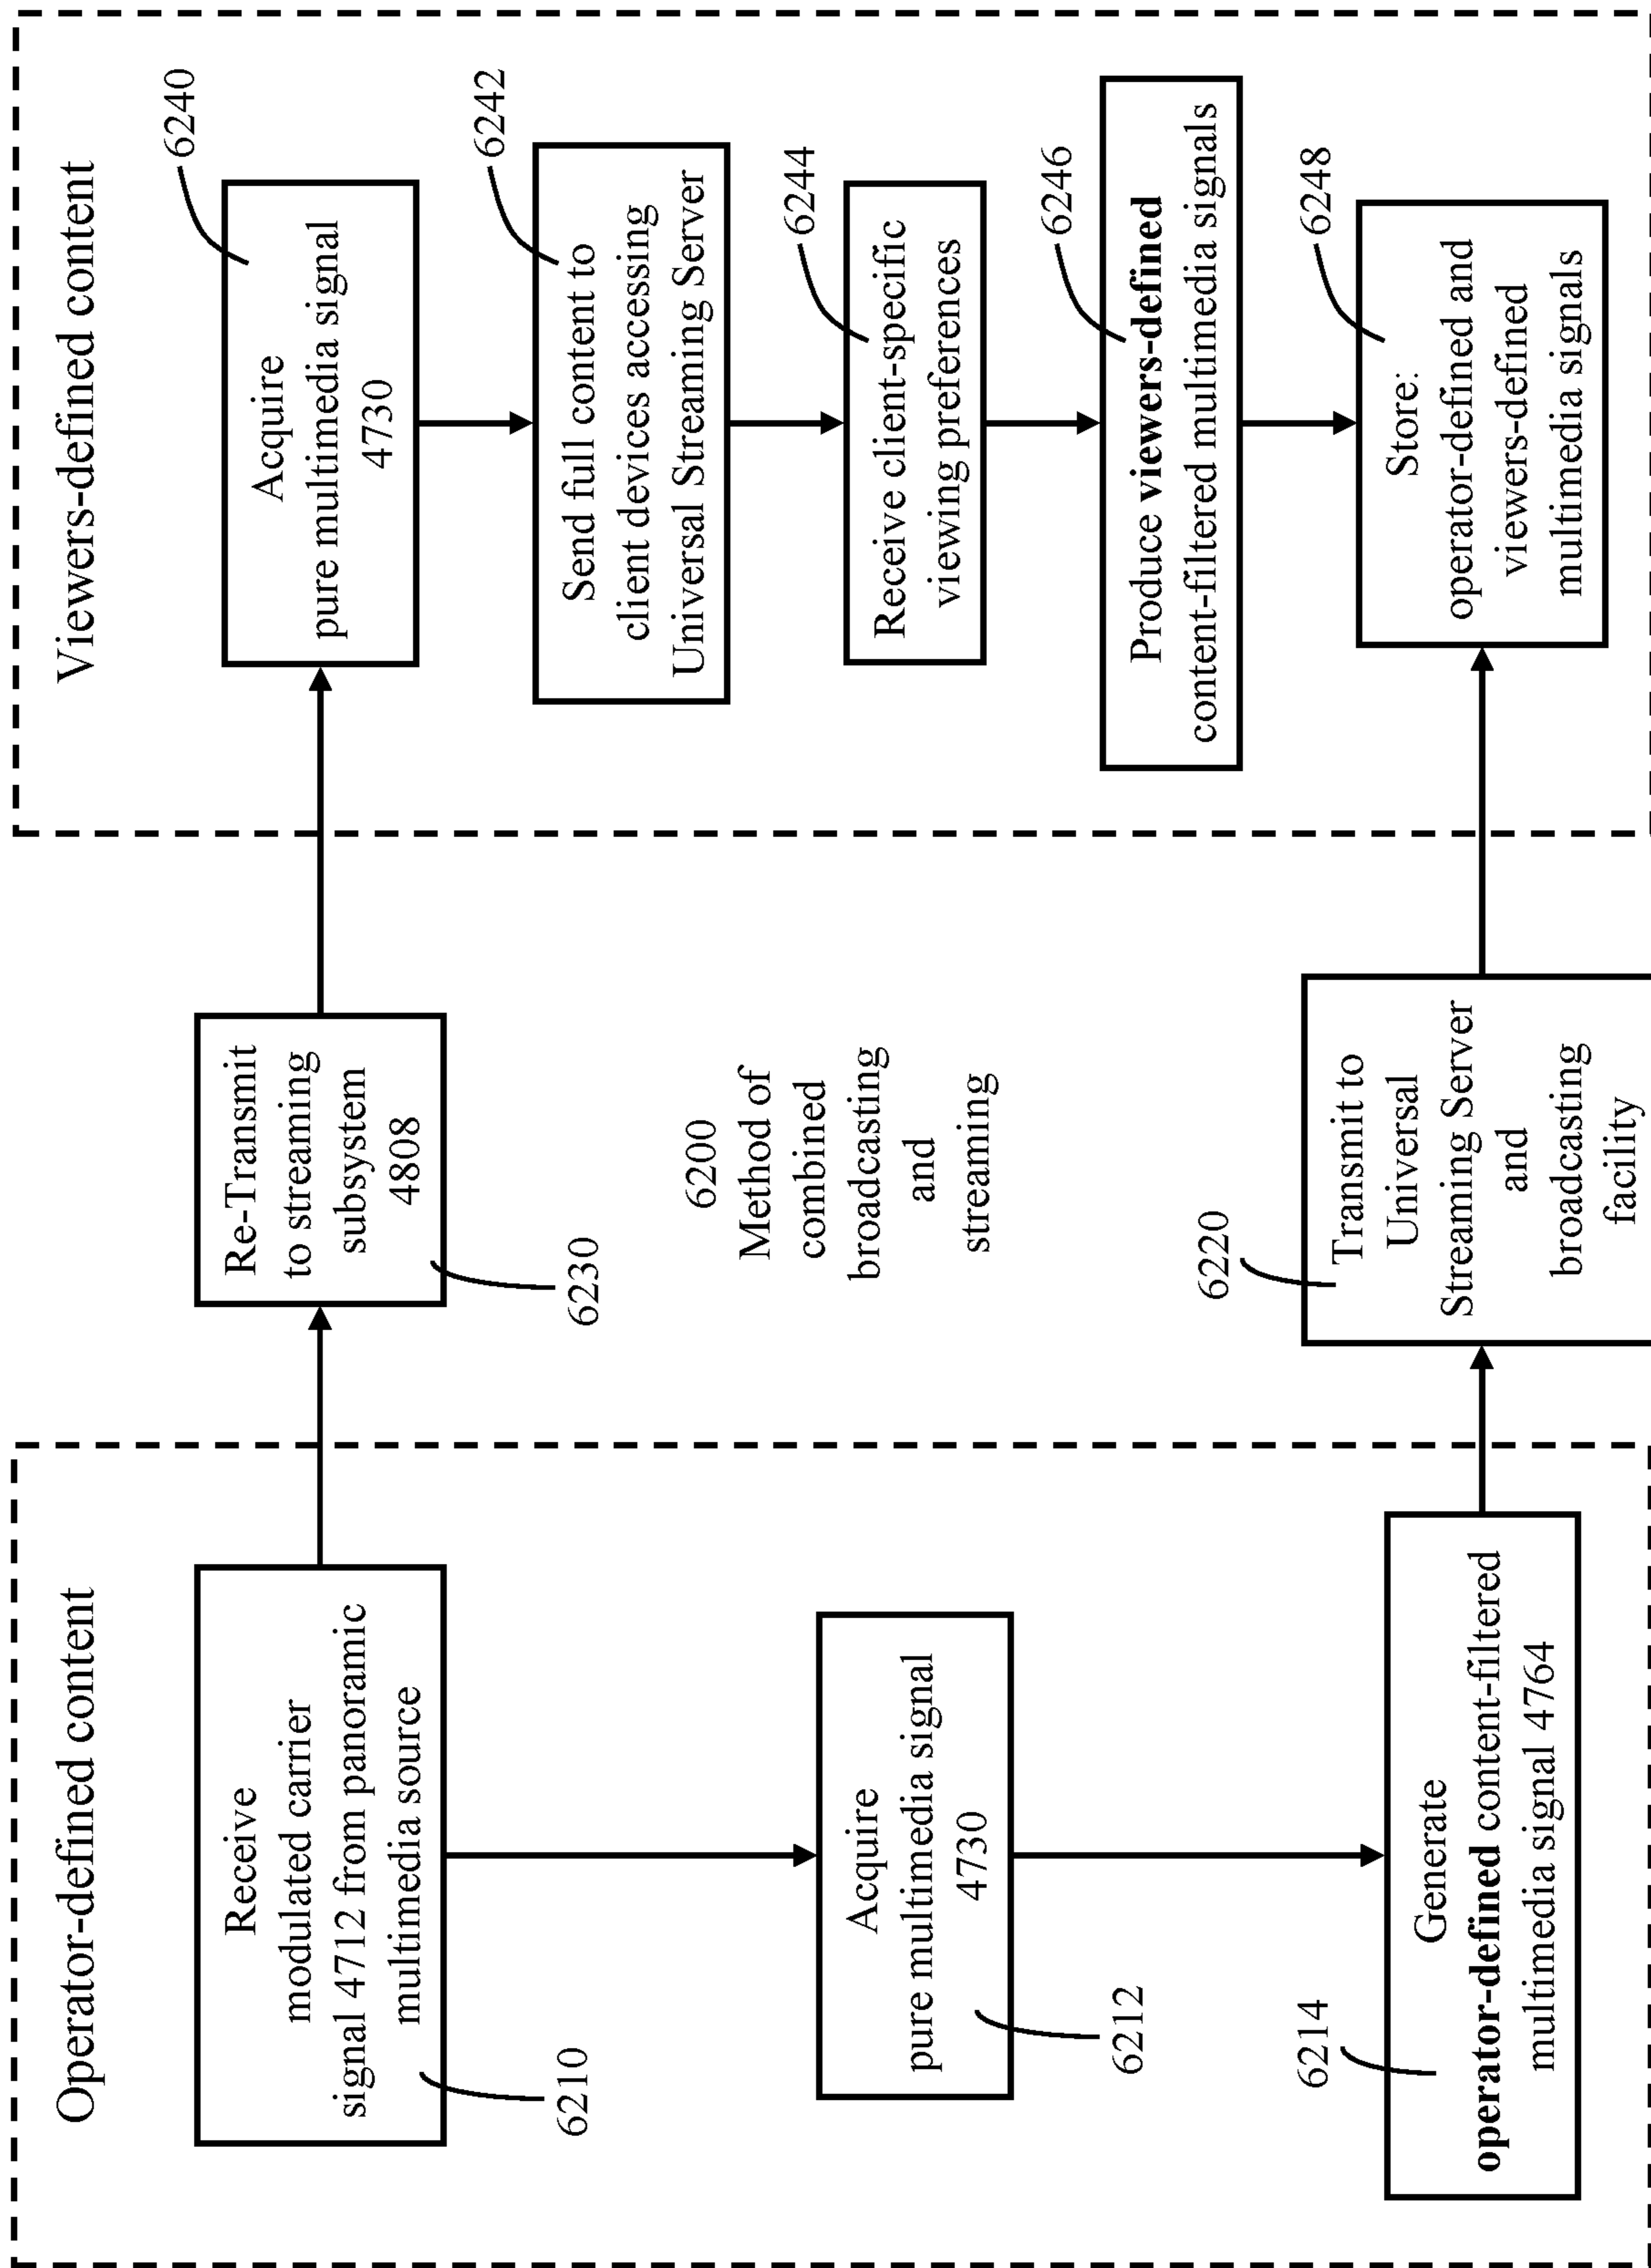 Operator-defined content
Receive
modulated carrier
signal 4712 from panoramic
multimedia source
6210
Acquire
pure multimedia signal
4730
6212
6214
Generate
operator-defined content-filtered
multimedia signal 4764
Re-Transmit
to streaming
subsystem
4808
6230
6200
Method of
combined
broadcasting
and
streaming
6220
Transmit to
Universal
Streaming Server
and
broadcasting
facility
Viewers-defined content
6240
Acquire
pure multimedia signal
4730
6242
Send full content to
client devices accessing
Universal Streaming Server
6244
Receive client-specific
viewing preferences
6246
Produce viewers-defined
content-filtered multimedia signals
6248
Store:
operator-defined and
viewers-defined
multimedia signals